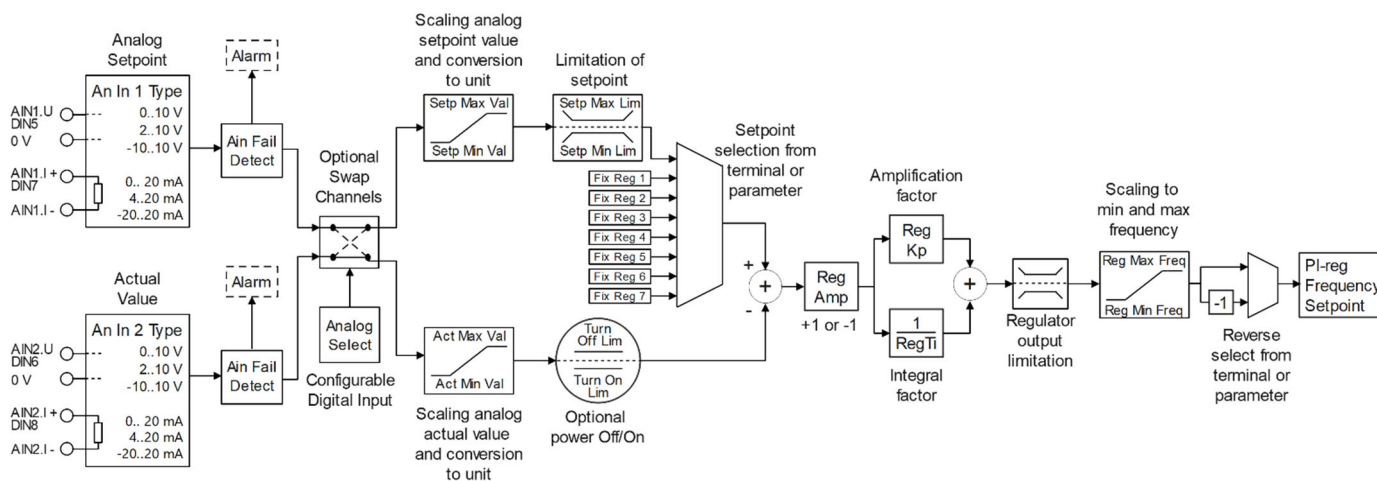 Analog
Setpoint
An In 1 Type
0..10 V
2..10 V
-10..10 V
0.. 20 mA
4..20 mA
-20..20 mA
AIN1.U
DIN5
0 V
AIN1.I +
DIN7
AIN1.I -
Alarm
Ain Fail
Detect
Actual
Value
An In 2 Type
0..10 V
2..10 V
-10..10 V
0.. 20 mA
4..20 mA
-20..20 mA
AIN2.U
DIN6
0 V
AIN2.I +
DIN8
AIN2.I -
Alarm
Ain Fail
Detect
Optional
Swap
Channels
Analog
Select
Configurable
Digital Input
Scaling analog
setpoint value
and conversion
to unit
Setp Max Val
Setp Min Val
Limitation of
setpoint
Setp Max Lim
Setp Min Lim
Fix Reg 1
Fix Reg 2
Fix Reg 3
Fix Reg 4
Fix Reg 5
Fix Reg 6
Fix Reg 7
Setpoint
selection from
terminal or
parameter
Act Max Val
Act Min Val
Scaling analog
actual value
and conversion
to unit
Turn
Off Lim
Turn On
Lim
Optional
power Off/On
+
-
+
Reg
Amp
+1 or -1
Amplification
factor
Reg
Kp
1
RegTi
Integral
factor
+
Regulator
output
limitation
Scaling to
min and max
frequency
Reg Max Freq
Reg Min Freq
-1
Reverse
select from
terminal or
parameter
PI-reg
Frequency
Setpoint